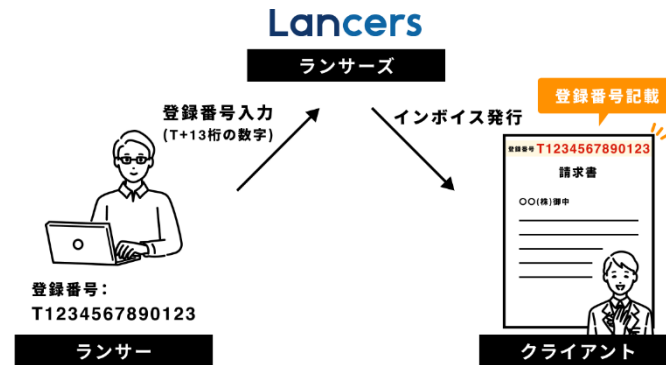 Lancers
ランサーズ
登録番号入力
(T+13桁の数字)
インボイス発行
登録番号記載
登録番号 T1234567890123
請求書
〇〇(株)御中
登録番号：
T1234567890123
ランサー
クライアント